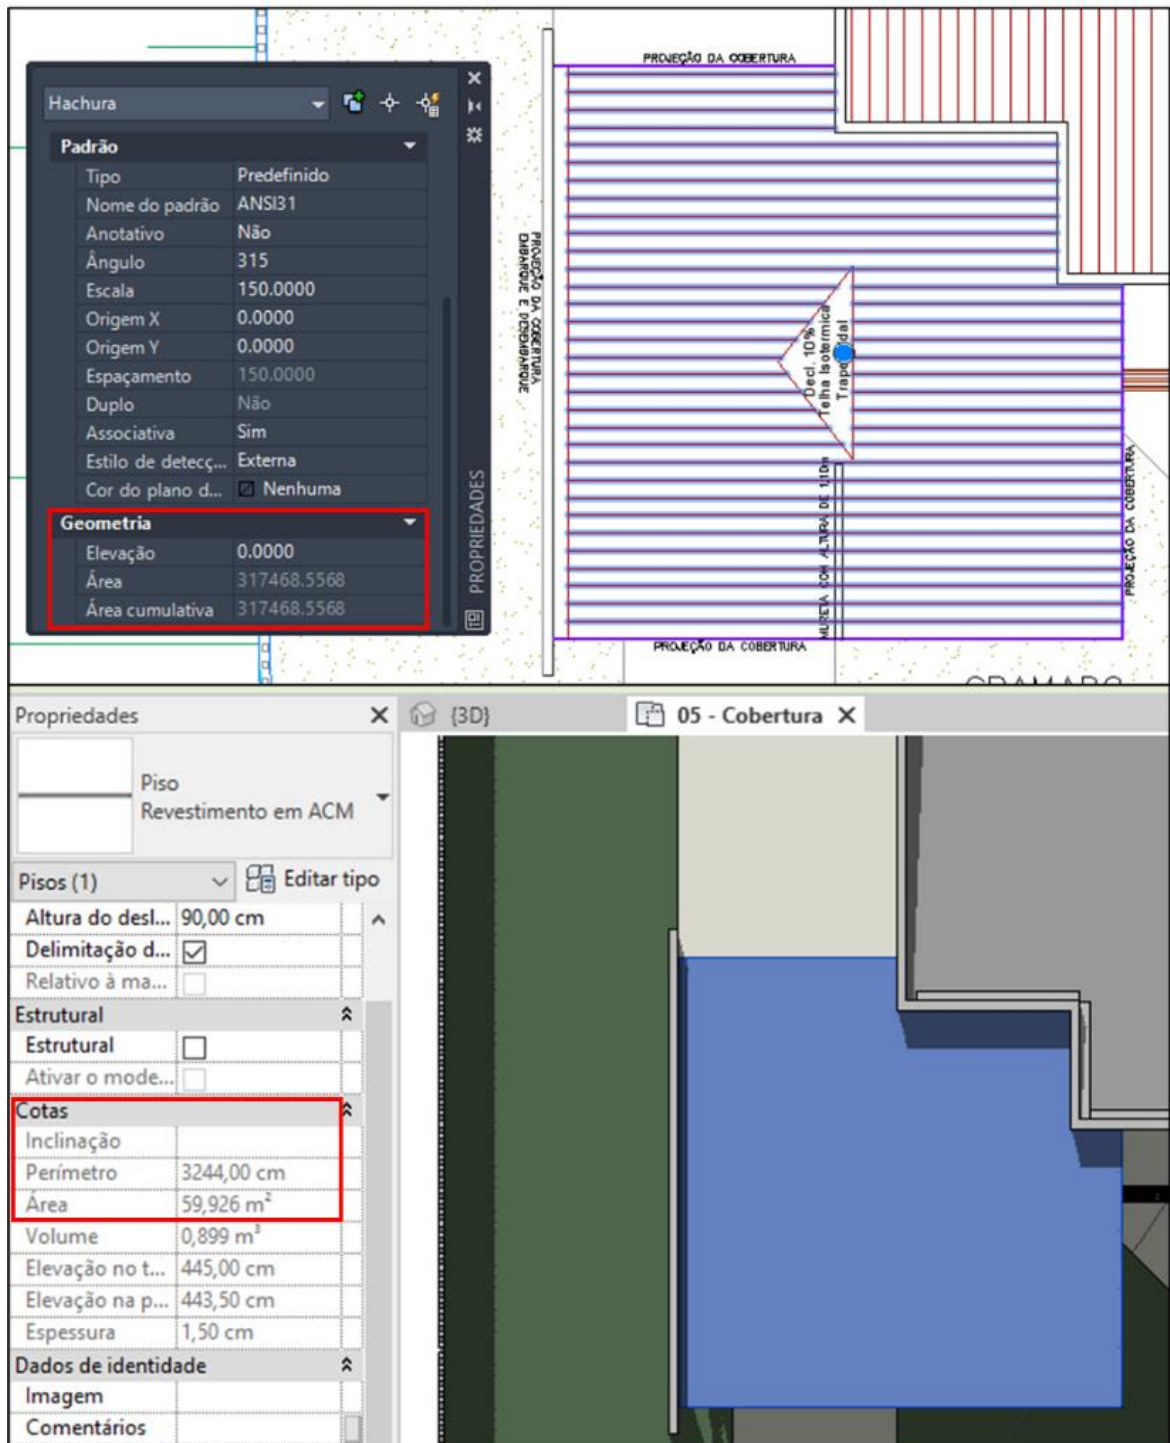 PROJEÇÃO DA COBERTURA
Hachura
Padrão
Tipo Predefinido
Nome do padrão ANSI31
Anotativo Não
Ângulo 315
Escala 150.0000
Origem X 0.0000
Origem Y 0.0000
Espaçamento 150.0000
Duplo Não
Associativa Sim
Estilo de detecç... Externa
Cor do plano d... Nenhuma
Geometria
Elevação 0.0000
Área 317468.5568
Área cumulativa 317468.5568
PROPRIEDADES
PROJEÇÃO DA COBERTURA
EMBARQUE E DESEMBARQUE
Decl. 10%
Telha Isotermica
MURETA COM ALTURA DE 1,10m
PROJEÇÃO DA COBERTURA
PROJEÇÃO DA COBERTURA
Propriedades
{3D}
05 - Cobertura
Piso
Revestimento em ACM
Pisos (1)
Editar tipo
Altura do desl... 90,00 cm
Delimitação d...
Relativo à ma...
Estrutural
Estrutural
Ativar o mode...
Cotas
Inclinação
Perímetro 3244,00 cm
Área 59,926 m²
Volume 0,899 m³
Elevação no t... 445,00 cm
Elevação na p... 443,50 cm
Espessura 1,50 cm
Dados de identidade
Imagem
Comentários